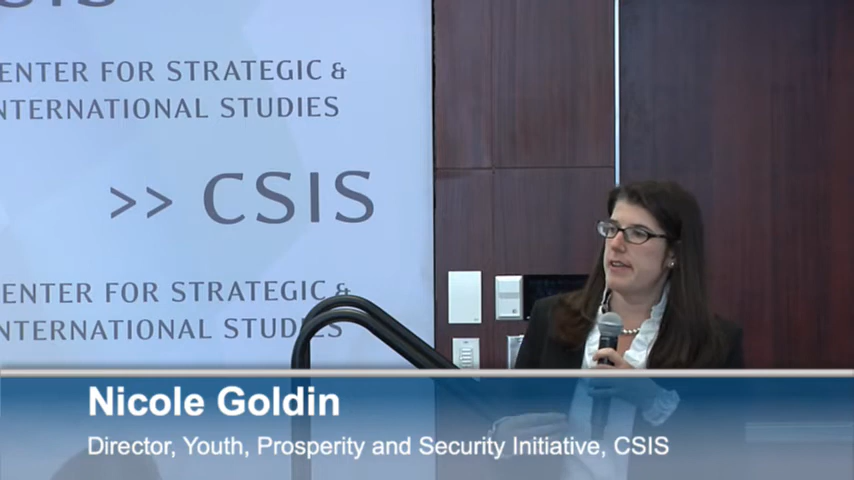 CSIS
ENTER FOR STRATEGIC &
NTERNATIONAL STUDIES
>> CSIS
ENTER FOR STRATEGIC &
NTERNATIONAL STUDIES
Nicole Goldin
Director, Youth, Prosperity and Security Initiative, CSIS